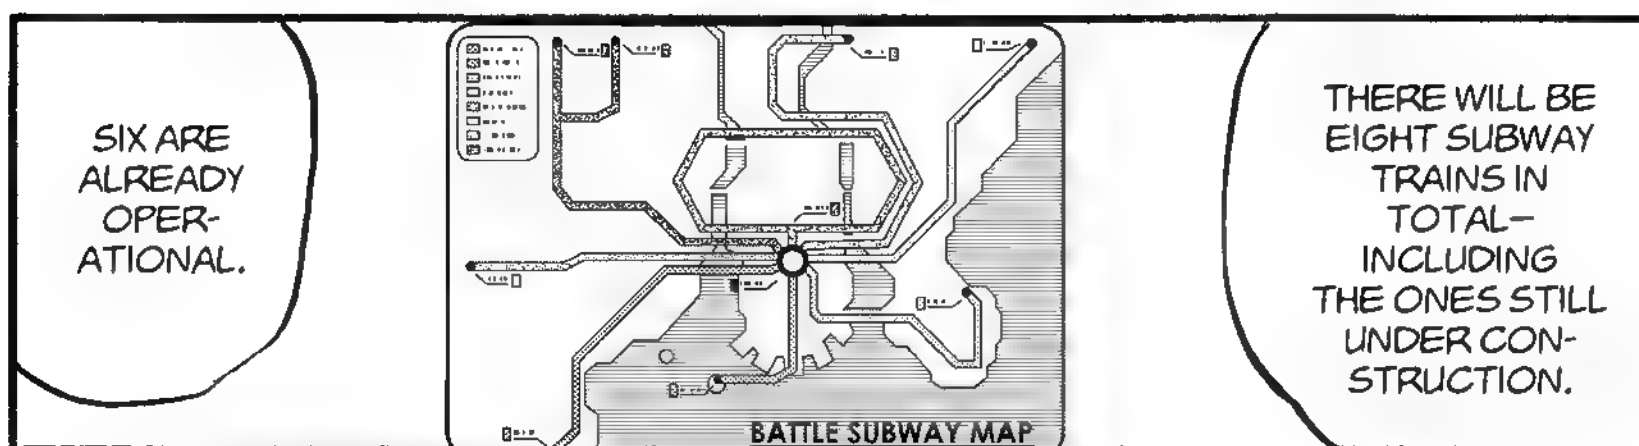 THERE WILL BE
EIGHT SUBWAY
TRAINS IN
TOTAL—
INCLUDING
THE ONES STILL
UNDER CON-
STRUCTION.
BATTLE SUBWAY MAP
SIX ARE
ALREADY
OPER-
ATIONAL.